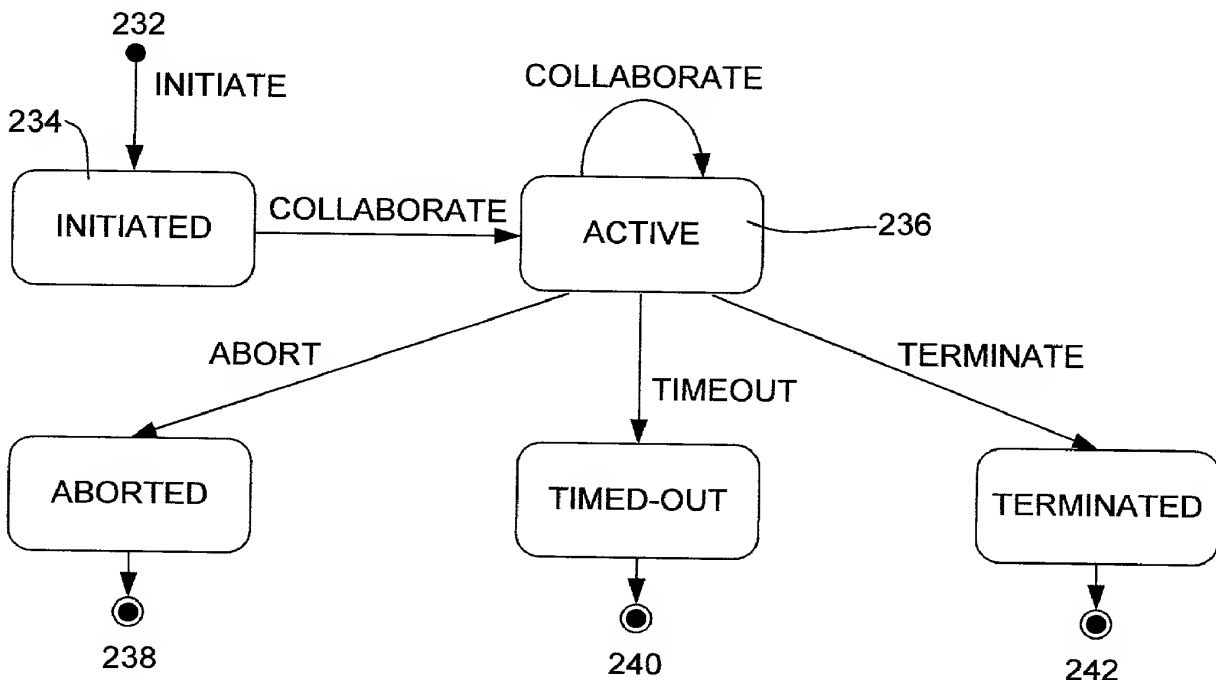 232
INITIATE
COLLABORATE
234
INITIATED
COLLABORATE
ACTIVE
236
ABORT
TIMEOUT
TERMINATE
ABORTED
TIMED-OUT
TERMINATED
238
240
242